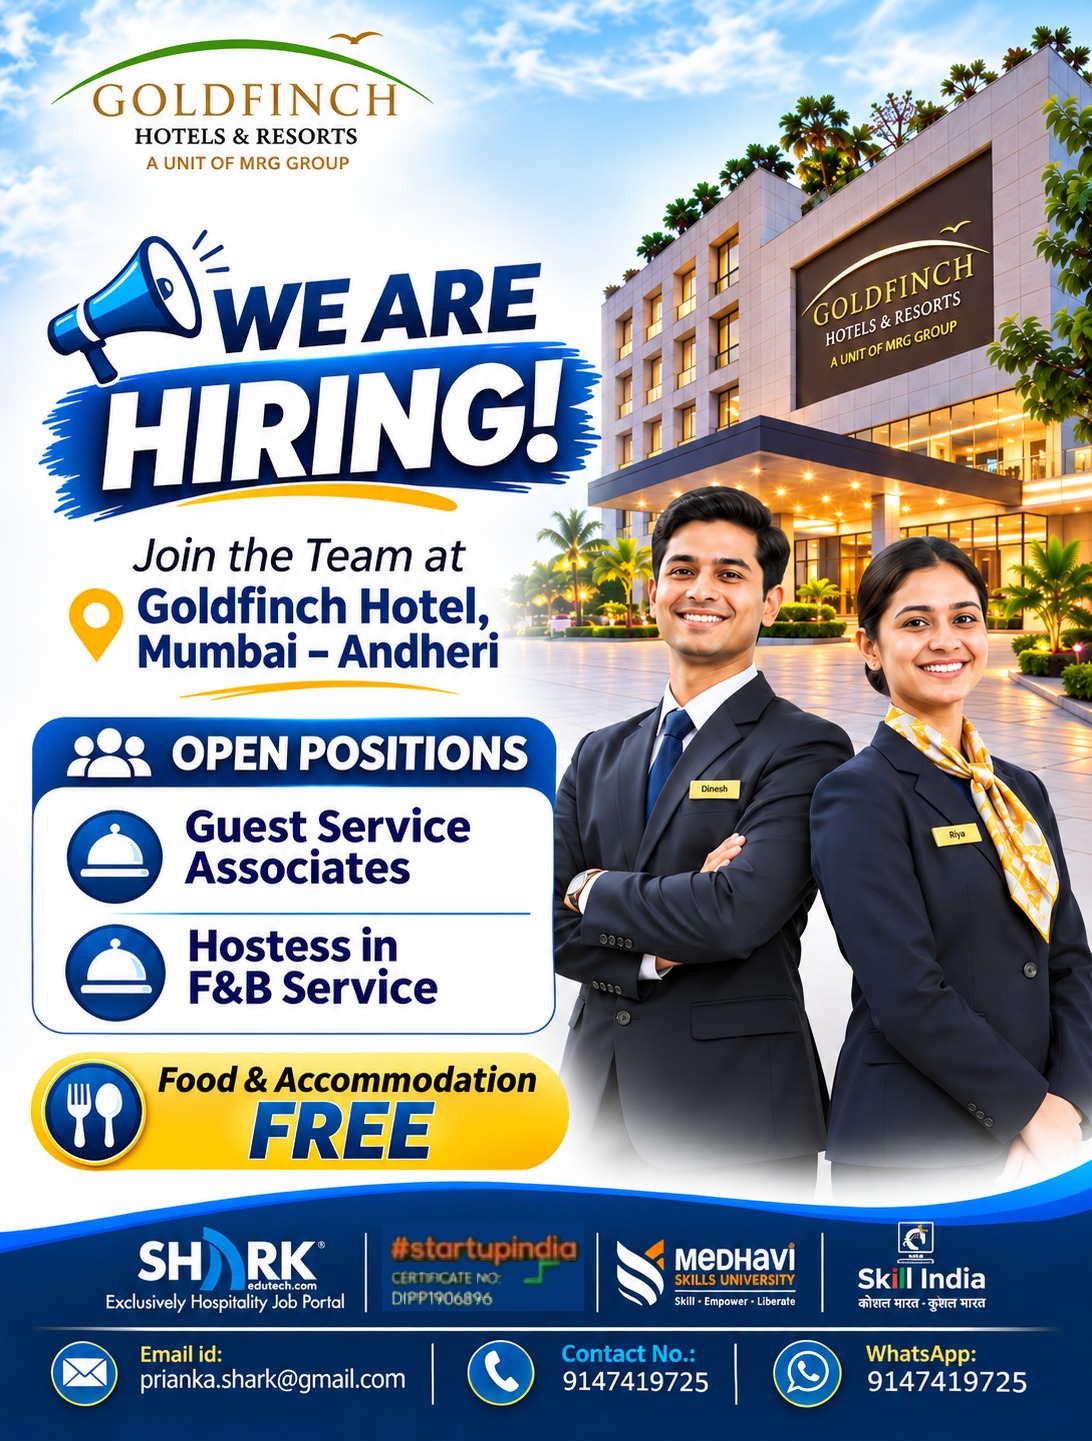 GOLDFINCH
HOTELS & RESORTS
A UNIT OF MRG GROUP
GOLDFINCH
HOTELS & RESORTS
A UNIT OF MRG GROUP
WE ARE
HIRING!
Join the Team at
Goldfinch Hotel,
Mumbai – Andheri
OPEN POSITIONS
Guest Service
Associates
Hostess in
F&B Service
Dinesh
Riya
Food & Accommodation
FREE
SHARK®
edutech.com
Exclusively Hospitality Job Portal
#startupindia
CERTIFICATE NO:
DIPP1906896
MEDHAVI
SKILLS UNIVERSITY
Skill • Empower • Liberate
Skill India
कौशल भारत - कुशल भारत
Email id:
prianka.shark@gmail.com
Contact No.:
9147419725
WhatsApp:
9147419725